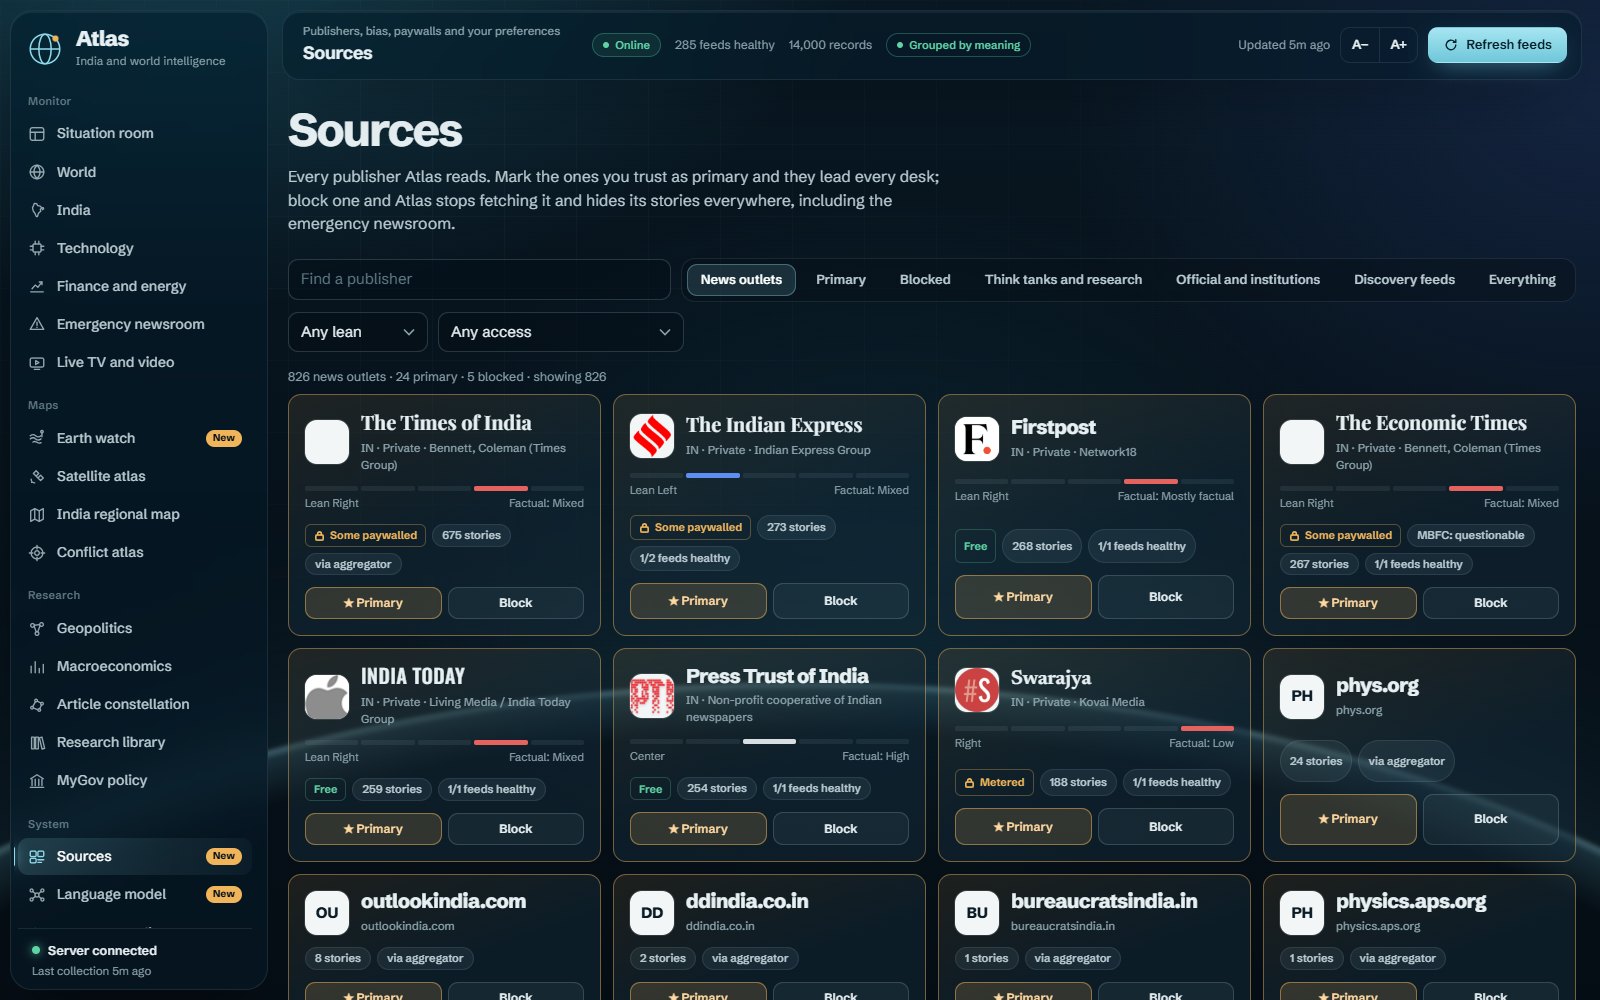 Atlas
India and world intelligence
Monitor
Situation room
World
India
Technology
Finance and energy
Emergency newsroom
Live TV and video
Maps
Earth watch New
Satellite atlas
India regional map
Conflict atlas
Research
Geopolitics
Macroeconomics
Article constellation
Research library
MyGov policy
System
Sources New
Language model New
Server connected
Last collection 5m ago
Publishers, bias, paywalls and your preferences
Sources
Online 285 feeds healthy 14,000 records Grouped by meaning
Updated 5m ago A− A+ Refresh feeds
Sources
Every publisher Atlas reads. Mark the ones you trust as primary and they lead every desk;
block one and Atlas stops fetching it and hides its stories everywhere, including the
emergency newsroom.
Find a publisher
News outlets Primary Blocked Think tanks and research Official and institutions Discovery feeds Everything
Any lean Any access
826 news outlets · 24 primary · 5 blocked · showing 826
The Times of India
IN · Private · Bennett, Coleman (Times
Group)
Lean Right Factual: Mixed
Some paywalled 675 stories
via aggregator
★ Primary Block
The Indian Express
IN · Private · Indian Express Group
Lean Left Factual: Mixed
Some paywalled 273 stories
1/2 feeds healthy
★ Primary Block
F.
Firstpost
IN · Private · Network18
Lean Right Factual: Mostly factual
Free 268 stories 1/1 feeds healthy
★ Primary Block
The Economic Times
IN · Private · Bennett, Coleman (Times
Group)
Lean Right Factual: Mixed
Some paywalled MBFC: questionable
267 stories 1/1 feeds healthy
★ Primary Block
INDIA TODAY
IN · Private · Living Media / India Today
Group
Lean Right Factual: Mixed
Free 259 stories 1/1 feeds healthy
★ Primary Block
PTI
Press Trust of India
IN · Non-profit cooperative of Indian
newspapers
Center Factual: High
Free 254 stories 1/1 feeds healthy
★ Primary Block
#S
Swarajya
IN · Private · Kovai Media
Right Factual: Low
Metered 188 stories 1/1 feeds healthy
★ Primary Block
PH
phys.org
phys.org
24 stories via aggregator
★ Primary Block
OU
outlookindia.com
outlookindia.com
8 stories via aggregator
★ Primary Block
DD
ddindia.co.in
ddindia.co.in
2 stories via aggregator
★ Primary Block
BU
bureaucratsindia.in
bureaucratsindia.in
1 stories via aggregator
★ Primary Block
PH
physics.aps.org
physics.aps.org
1 stories via aggregator
★ Primary Block